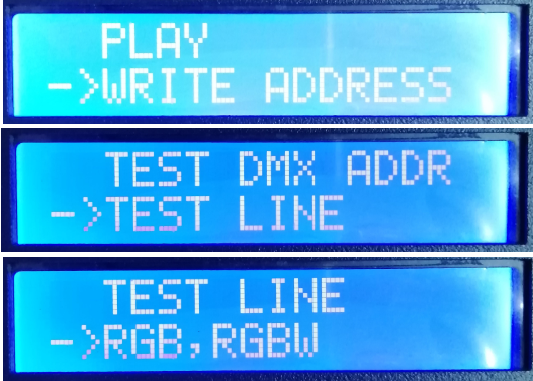 PLAY
->WRITE ADDRESS
TEST DMX ADDR
->TEST LINE
TEST LINE
->RGB,RGBW